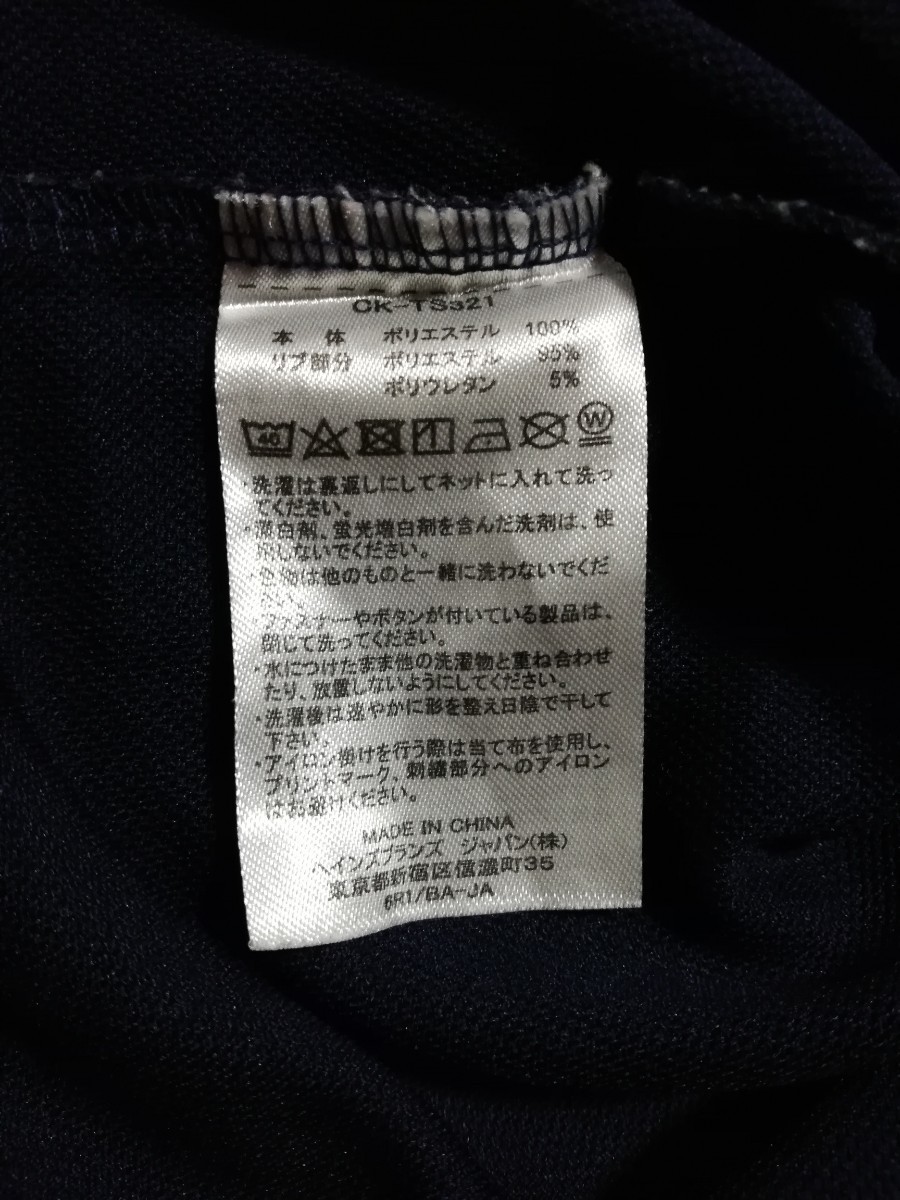 CK-TS321
本体 ポリエステル 100%
リブ部分 ポリエステル 95%
ポリウレタン 5%
40 W
・洗濯は裏返しにしてネットに入れて洗っ
てください。
・漂白剤、蛍光増白剤を含んだ洗剤は、使
用しないでください。
・色物は他のものと一緒に洗わないでくだ
さい。
・ファスナーやボタンが付いている製品は、
閉じて洗ってください。
・水につけたまま他の洗濯物と重ね合わせ
たり、放置しないようにしてください。
・洗濯後は速やかに形を整え日陰で干して
下さい。
・アイロン掛けを行う際は当て布を使用し、
プリントマーク、刺繍部分へのアイロン
はお避けください。
MADE IN CHINA
ヘインズブランズ ジャパン(株)
東京都新宿区信濃町35
6R1/BA-JA